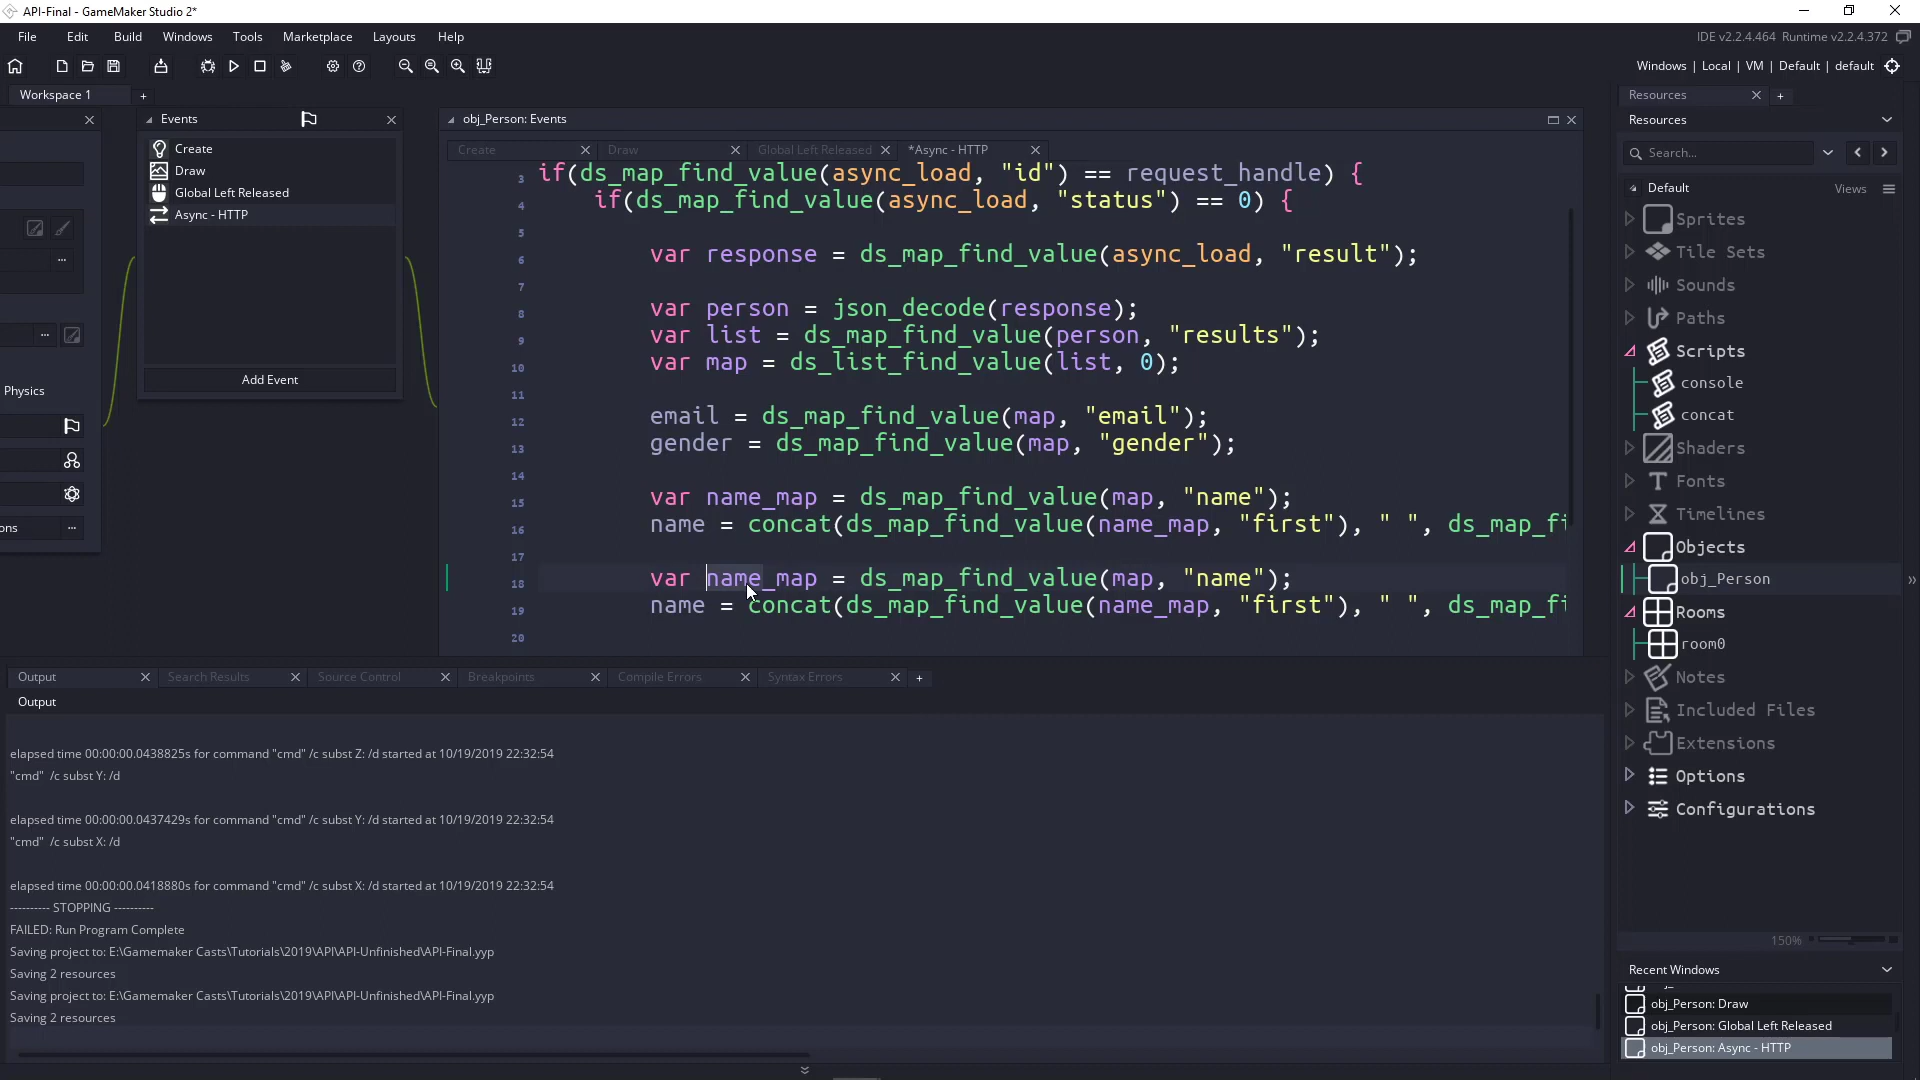 API-Final - GameMaker Studio 2*
File Edit Build Windows Tools Marketplace Layouts Help
IDE v2.2.4.464 Runtime v2.2.4.372
Windows | Local | VM | Default | default
Workspace 1
Events
Create
Draw
Global Left Released
Async - HTTP
Add Event
Physics
ons
obj_Person: Events
Create Draw Global Left Released *Async - HTTP
3 if(ds_map_find_value(async_load, "id") == request_handle) {
4 if(ds_map_find_value(async_load, "status") == 0) {
5
6 var response = ds_map_find_value(async_load, "result");
7
8 var person = json_decode(response);
9 var list = ds_map_find_value(person, "results");
10 var map = ds_list_find_value(list, 0);
11
12 email = ds_map_find_value(map, "email");
13 gender = ds_map_find_value(map, "gender");
14
15 var name_map = ds_map_find_value(map, "name");
16 name = concat(ds_map_find_value(name_map, "first"), " ", ds_map_fi
17
18 var name_map = ds_map_find_value(map, "name");
19 name = concat(ds_map_find_value(name_map, "first"), " ", ds_map_fi
20
Output Search Results Source Control Breakpoints Compile Errors Syntax Errors
Output
elapsed time 00:00:00.0438825s for command "cmd" /c subst Z: /d started at 10/19/2019 22:32:54
"cmd" /c subst Y: /d
elapsed time 00:00:00.0437429s for command "cmd" /c subst Y: /d started at 10/19/2019 22:32:54
"cmd" /c subst X: /d
elapsed time 00:00:00.0418880s for command "cmd" /c subst X: /d started at 10/19/2019 22:32:54
---------- STOPPING ----------
FAILED: Run Program Complete
Saving project to: E:\Gamemaker Casts\Tutorials\2019\API\API-Unfinished\API-Final.yyp
Saving 2 resources
Saving project to: E:\Gamemaker Casts\Tutorials\2019\API\API-Unfinished\API-Final.yyp
Saving 2 resources
Resources
Resources
Search...
Default Views
Sprites
Tile Sets
Sounds
Paths
Scripts
console
concat
Shaders
Fonts
Timelines
Objects
obj_Person
Rooms
room0
Notes
Included Files
Extensions
Options
Configurations
150%
Recent Windows
obj_Person: Draw
obj_Person: Global Left Released
obj_Person: Async - HTTP